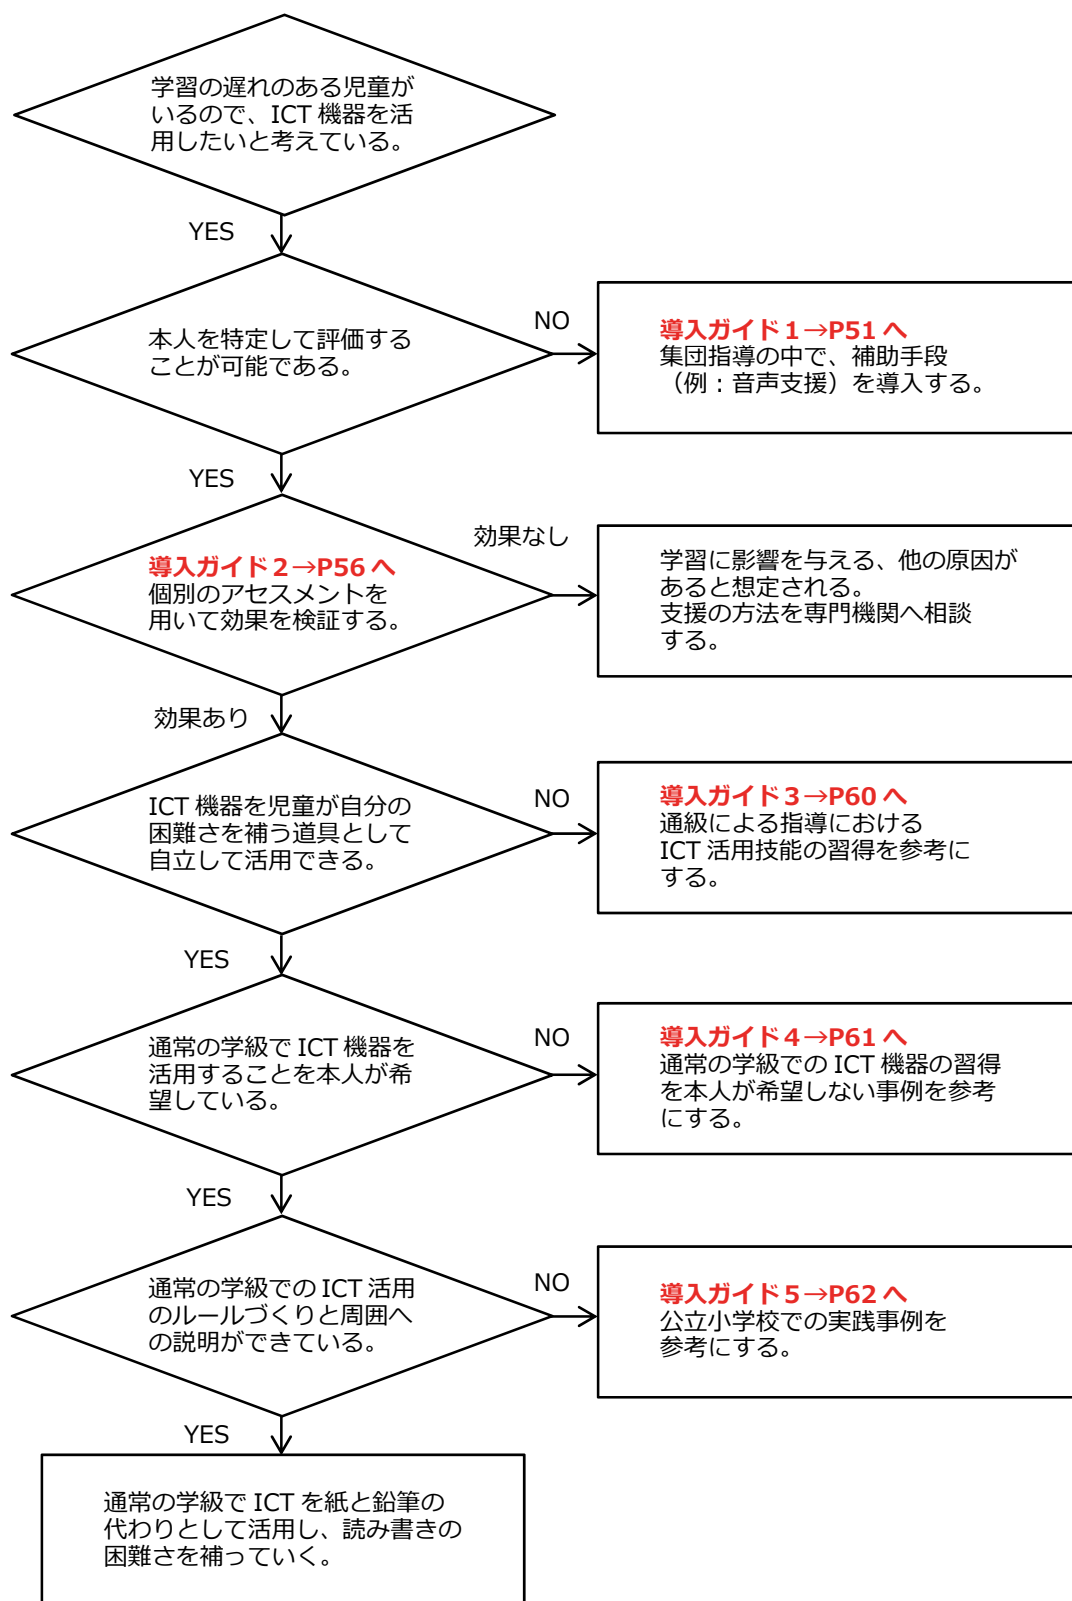 学習の遅れのある児童が
いるので、ICT 機器を活
用したいと考えている。
YES
本人を特定して評価する
ことが可能である。
NO
導入ガイド1→P51 へ
集団指導の中で、補助手段
（例：音声支援）を導入する。
YES
導入ガイド2→P56 へ
個別のアセスメントを
用いて効果を検証する。
効果なし
学習に影響を与える、他の原因が
あると想定される。
支援の方法を専門機関へ相談
する。
効果あり
ICT 機器を児童が自分の
困難さを補う道具として
自立して活用できる。
NO
導入ガイド3→P60 へ
通級による指導における
ICT 活用技能の習得を参考に
する。
YES
通常の学級で ICT 機器を
活用することを本人が希
望している。
NO
導入ガイド4→P61 へ
通常の学級での ICT 機器の習得
を本人が希望しない事例を参考
にする。
YES
通常の学級での ICT 活用
のルールづくりと周囲へ
の説明ができている。
NO
導入ガイド5→P62 へ
公立小学校での実践事例を
参考にする。
YES
通常の学級で ICT を紙と鉛筆の
代わりとして活用し、読み書きの
困難さを補っていく。